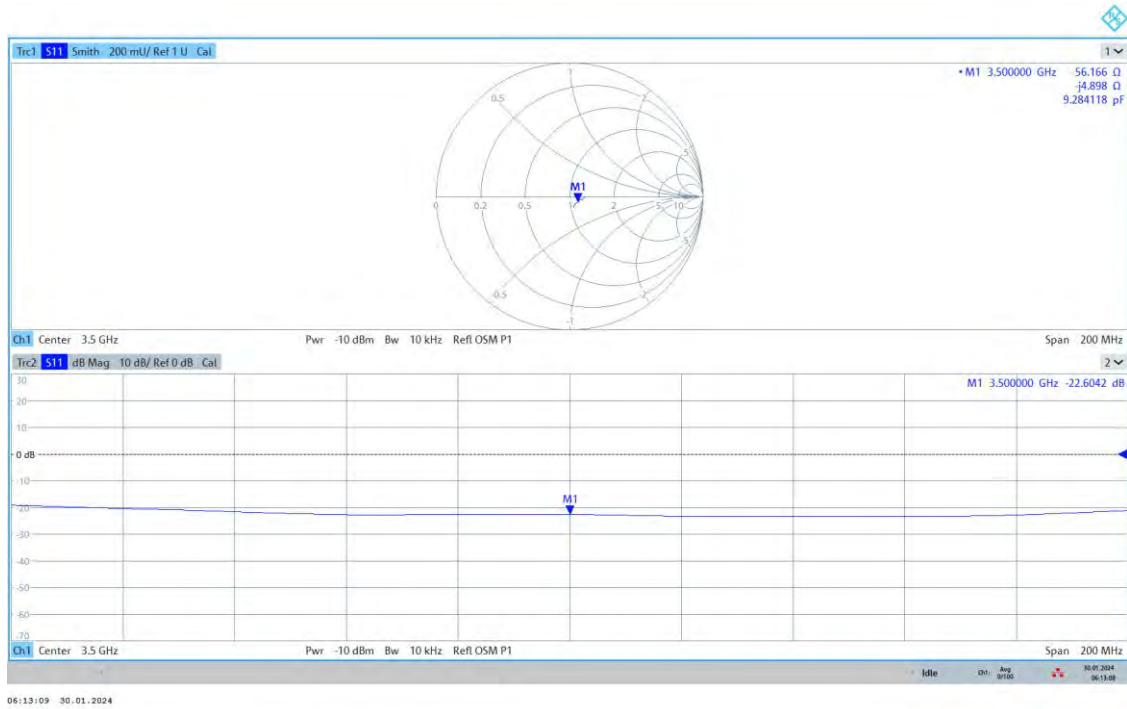 Trc1 S11 Smith 200 mU/ Ref 1 U Cal
1
• M1 3.500000 GHz 56.166 Ω
-j4.898 Ω
9.284118 pF
1
0.5
2
5
M1
0 0.2 0.5 1 2 5 10
-5
-0.5
-2
-1
Ch1 Center 3.5 GHz Pwr -10 dBm Bw 10 kHz Refl OSM P1 Span 200 MHz
Trc2 S11 dB Mag 10 dB/ Ref 0 dB Cal
2
M1 3.500000 GHz -22.6042 dB
30
20
10
0 dB
-10
M1
-20
-30
-40
-50
-60
-70
Ch1 Center 3.5 GHz Pwr -10 dBm Bw 10 kHz Refl OSM P1 Span 200 MHz
Idle Ch1: Avg 0/100 30.01.2024
06:13:08
06:13:09 30.01.2024